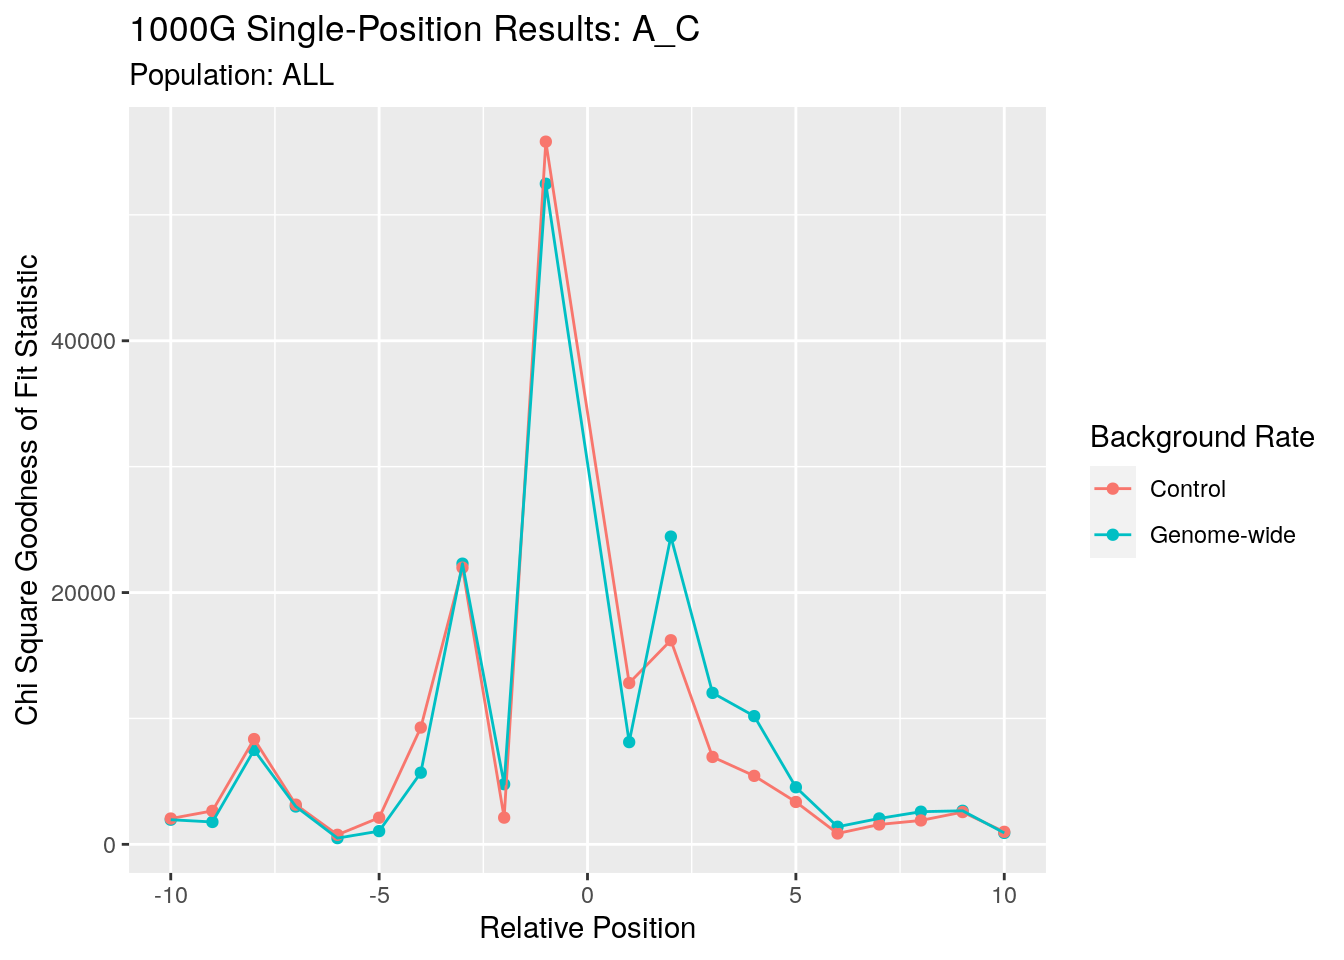 1000G Single-Position Results: A_C
Population: ALL
Chi Square Goodness of Fit Statistic
40000
20000
0
-10
-5
0
5
10
Relative Position
Background Rate
Control
Genome-wide